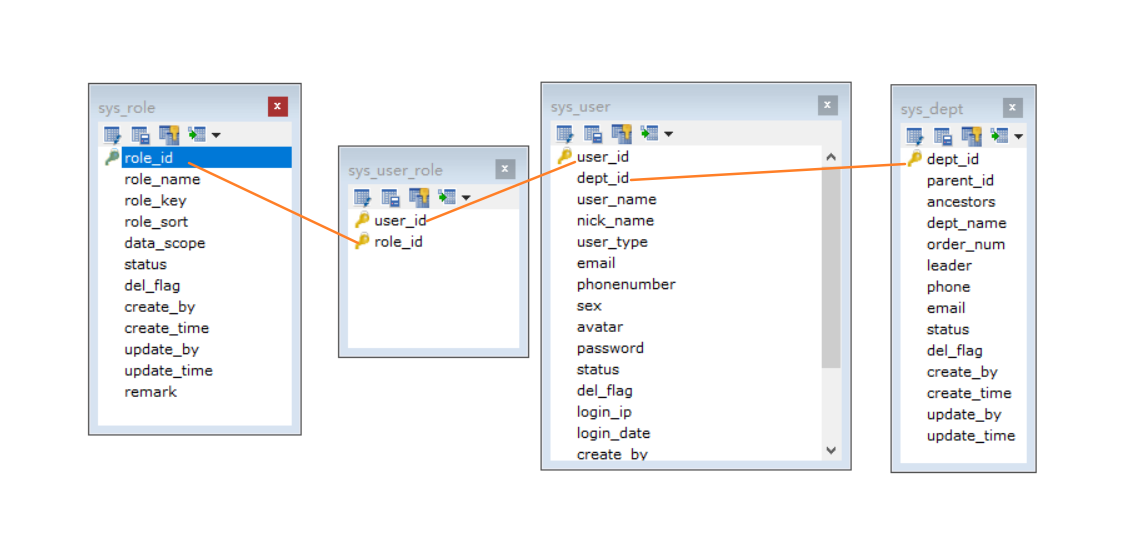 sys_role
role_id
role_name
role_key
role_sort
data_scope
status
del_flag
create_by
create_time
update_by
update_time
remark
sys_user_role
user_id
role_id
sys_user
user_id
dept_id
user_name
nick_name
user_type
email
phonenumber
sex
avatar
password
status
del_flag
login_ip
login_date
create_by
sys_dept
dept_id
parent_id
ancestors
dept_name
order_num
leader
phone
email
status
del_flag
create_by
create_time
update_by
update_time